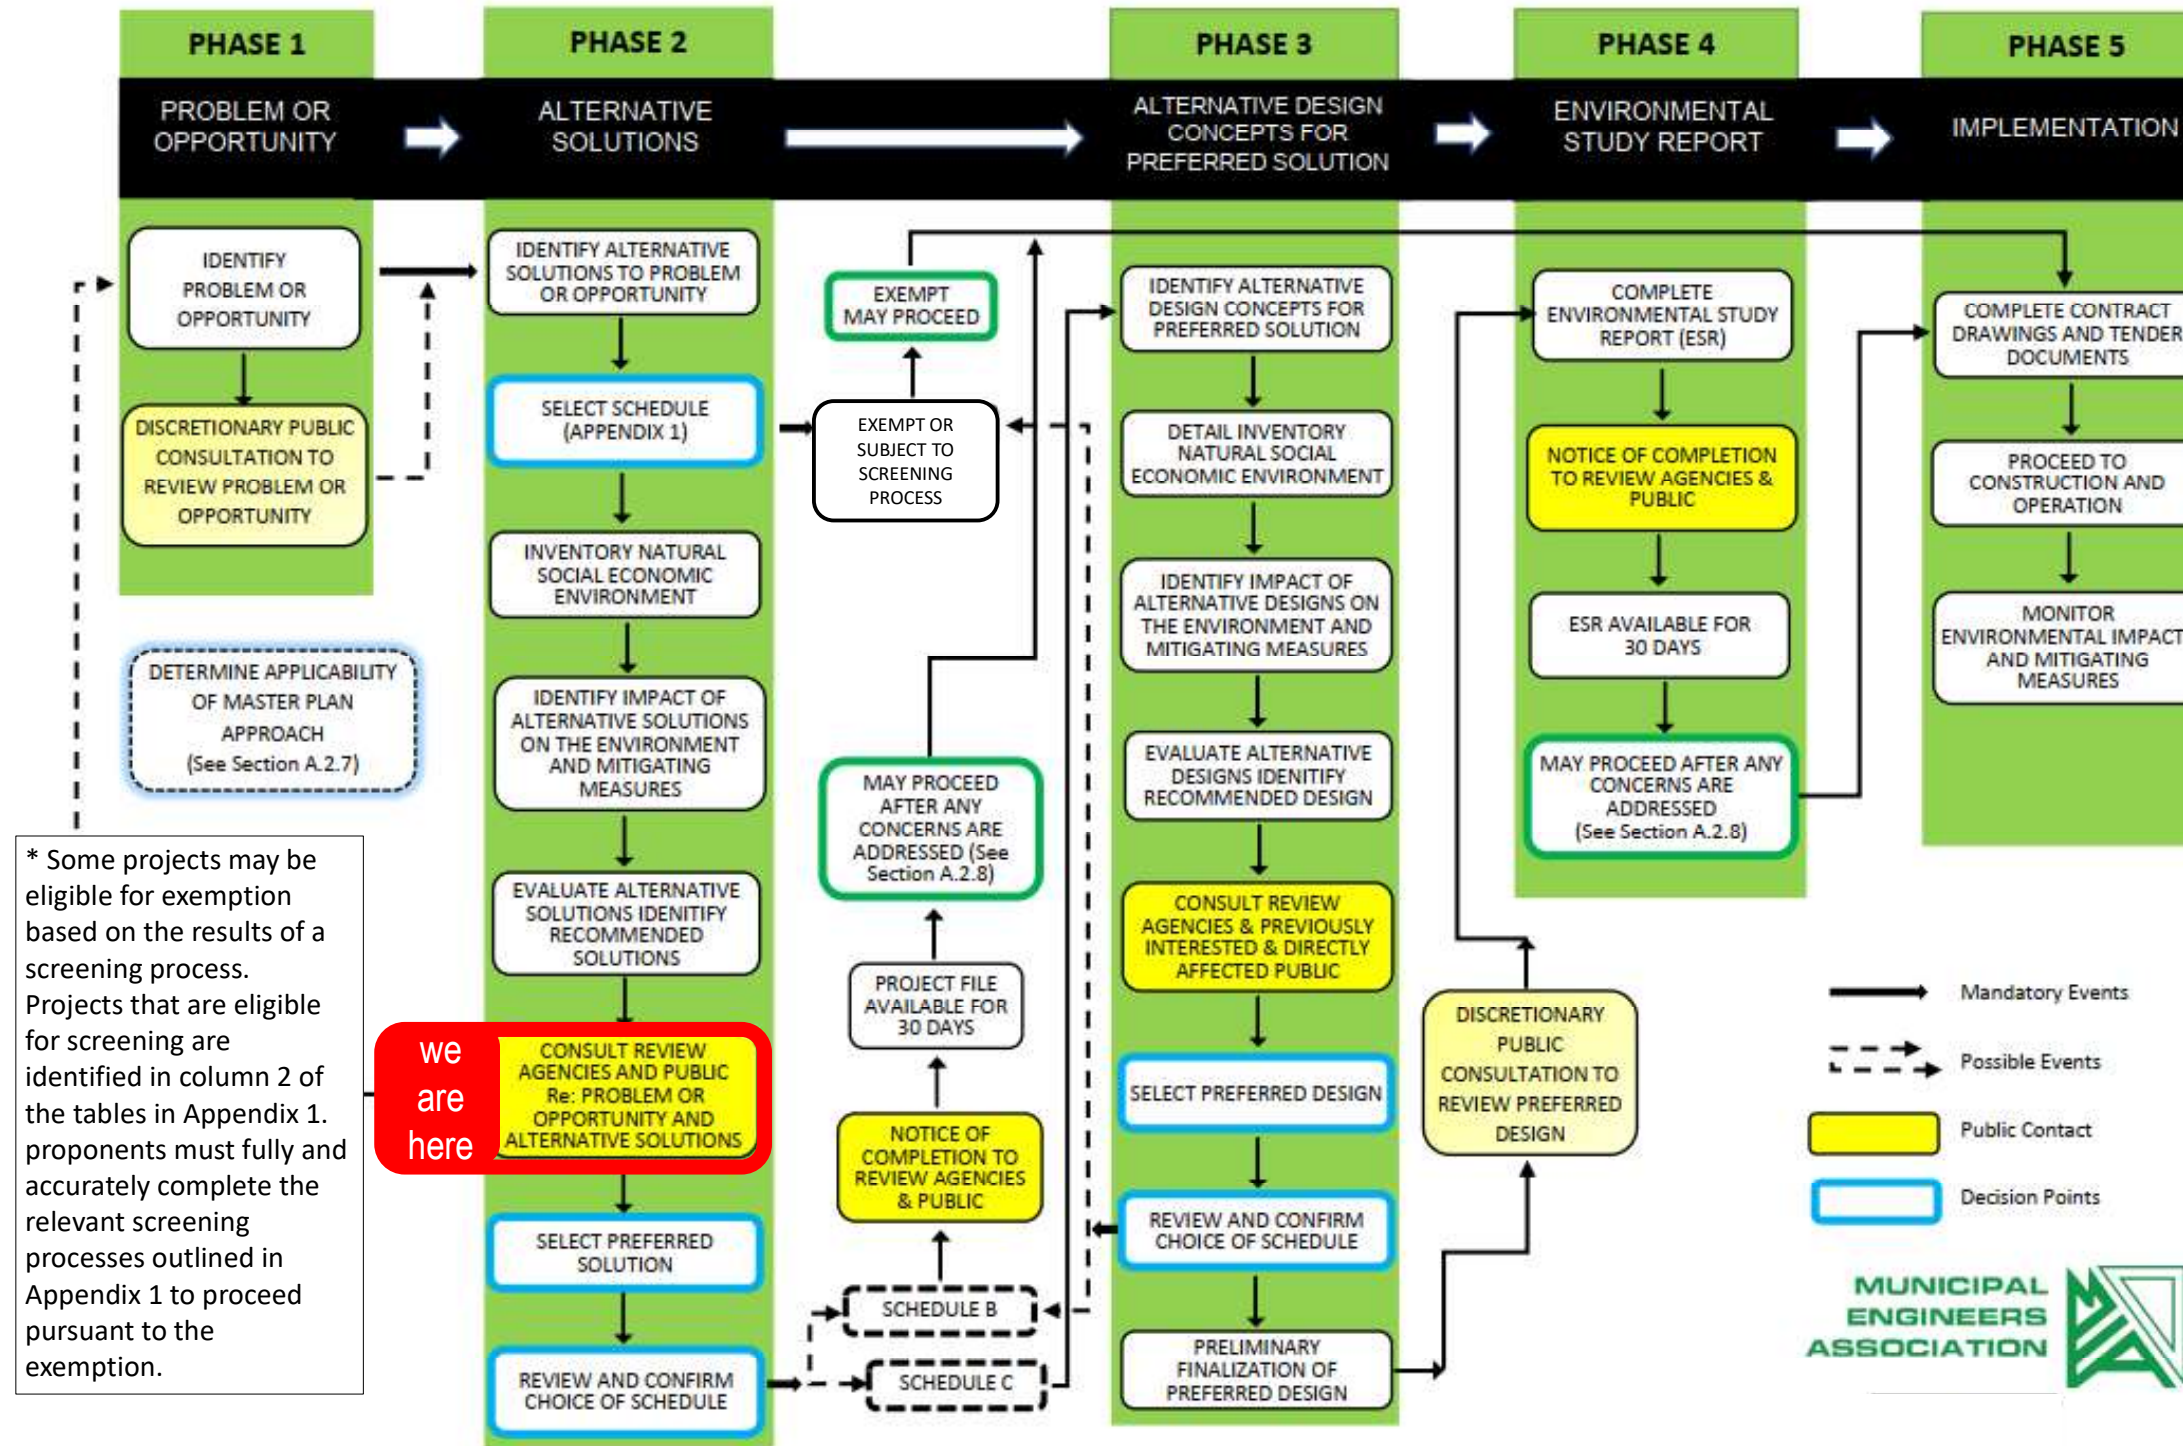 PHASE 1
PROBLEM OR
OPPORTUNITY
IDENTIFY
PROBLEM OR
OPPORTUNITY
DISCRETIONARY PUBLIC
CONSULTATION TO
REVIEW PROBLEM OR
OPPORTUNITY
DETERMINE APPLICABILITY
OF MASTER PLAN
APPROACH
(See Section A.2.7)
* Some projects may be
eligible for exemption
based on the results of a
screening process.
Projects that are eligible
for screening are
identified in column 2 of
the tables in Appendix 1.
proponents must fully and
accurately complete the
relevant screening
processes outlined in
Appendix 1 to proceed
pursuant to the
exemption.
PHASE 2
ALTERNATIVE
SOLUTIONS
IDENTIFY ALTERNATIVE
SOLUTIONS TO PROBLEM
OR OPPORTUNITY
SELECT SCHEDULE
(APPENDIX 1)
INVENTORY NATURAL
SOCIAL ECONOMIC
ENVIRONMENT
IDENTIFY IMPACT OF
ALTERNATIVE SOLUTIONS
ON THE ENVIRONMENT
AND MITIGATING
MEASURES
EVALUATE ALTERNATIVE
SOLUTIONS IDENITIFY
RECOMMENDED
SOLUTIONS
we
are
here
CONSULT REVIEW
AGENCIES AND PUBLIC
Re: PROBLEM OR
OPPORTUNITY AND
ALTERNATIVE SOLUTIONS
SELECT PREFERRED
SOLUTION
REVIEW AND CONFIRM
CHOICE OF SCHEDULE
EXEMPT
MAY PROCEED
EXEMPT OR
SUBJECT TO
SCREENING
PROCESS
MAY PROCEED
AFTER ANY
CONCERNS ARE
ADDRESSED (See
Section A.2.8)
PROJECT FILE
AVAILABLE FOR
30 DAYS
NOTICE OF
COMPLETION TO
REVIEW AGENCIES
& PUBLIC
SCHEDULE B
SCHEDULE C
PHASE 3
ALTERNATIVE DESIGN
CONCEPTS FOR
PREFERRED SOLUTION
IDENTIFY ALTERNATIVE
DESIGN CONCEPTS FOR
PREFERRED SOLUTION
DETAIL INVENTORY
NATURAL SOCIAL
ECONOMIC ENVIRONMENT
IDENTIFY IMPACT OF
ALTERNATIVE DESIGNS ON
THE ENVIRONMENT AND
MITIGATING MEASURES
EVALUATE ALTERNATIVE
DESIGNS IDENITIFY
RECOMMENDED DESIGN
CONSULT REVIEW
AGENCIES & PREVIOUSLY
INTERESTED & DIRECTLY
AFFECTED PUBLIC
SELECT PREFERRED DESIGN
REVIEW AND CONFIRM
CHOICE OF SCHEDULE
PRELIMINARY
FINALIZATION OF
PREFERRED DESIGN
DISCRETIONARY
PUBLIC
CONSULTATION TO
REVIEW PREFERRED
DESIGN
PHASE 4
ENVIRONMENTAL
STUDY REPORT
COMPLETE
ENVIRONMENTAL STUDY
REPORT (ESR)
NOTICE OF COMPLETION
TO REVIEW AGENCIES &
PUBLIC
ESR AVAILABLE FOR
30 DAYS
MAY PROCEED AFTER ANY
CONCERNS ARE
ADDRESSED
(See Section A.2.8)
PHASE 5
IMPLEMENTATION
COMPLETE CONTRACT
DRAWINGS AND TENDER
DOCUMENTS
PROCEED TO
CONSTRUCTION AND
OPERATION
MONITOR
ENVIRONMENTAL IMPACT
AND MITIGATING
MEASURES
Mandatory Events
Possible Events
Public Contact
Decision Points
MUNICIPAL
ENGINEERS
ASSOCIATION